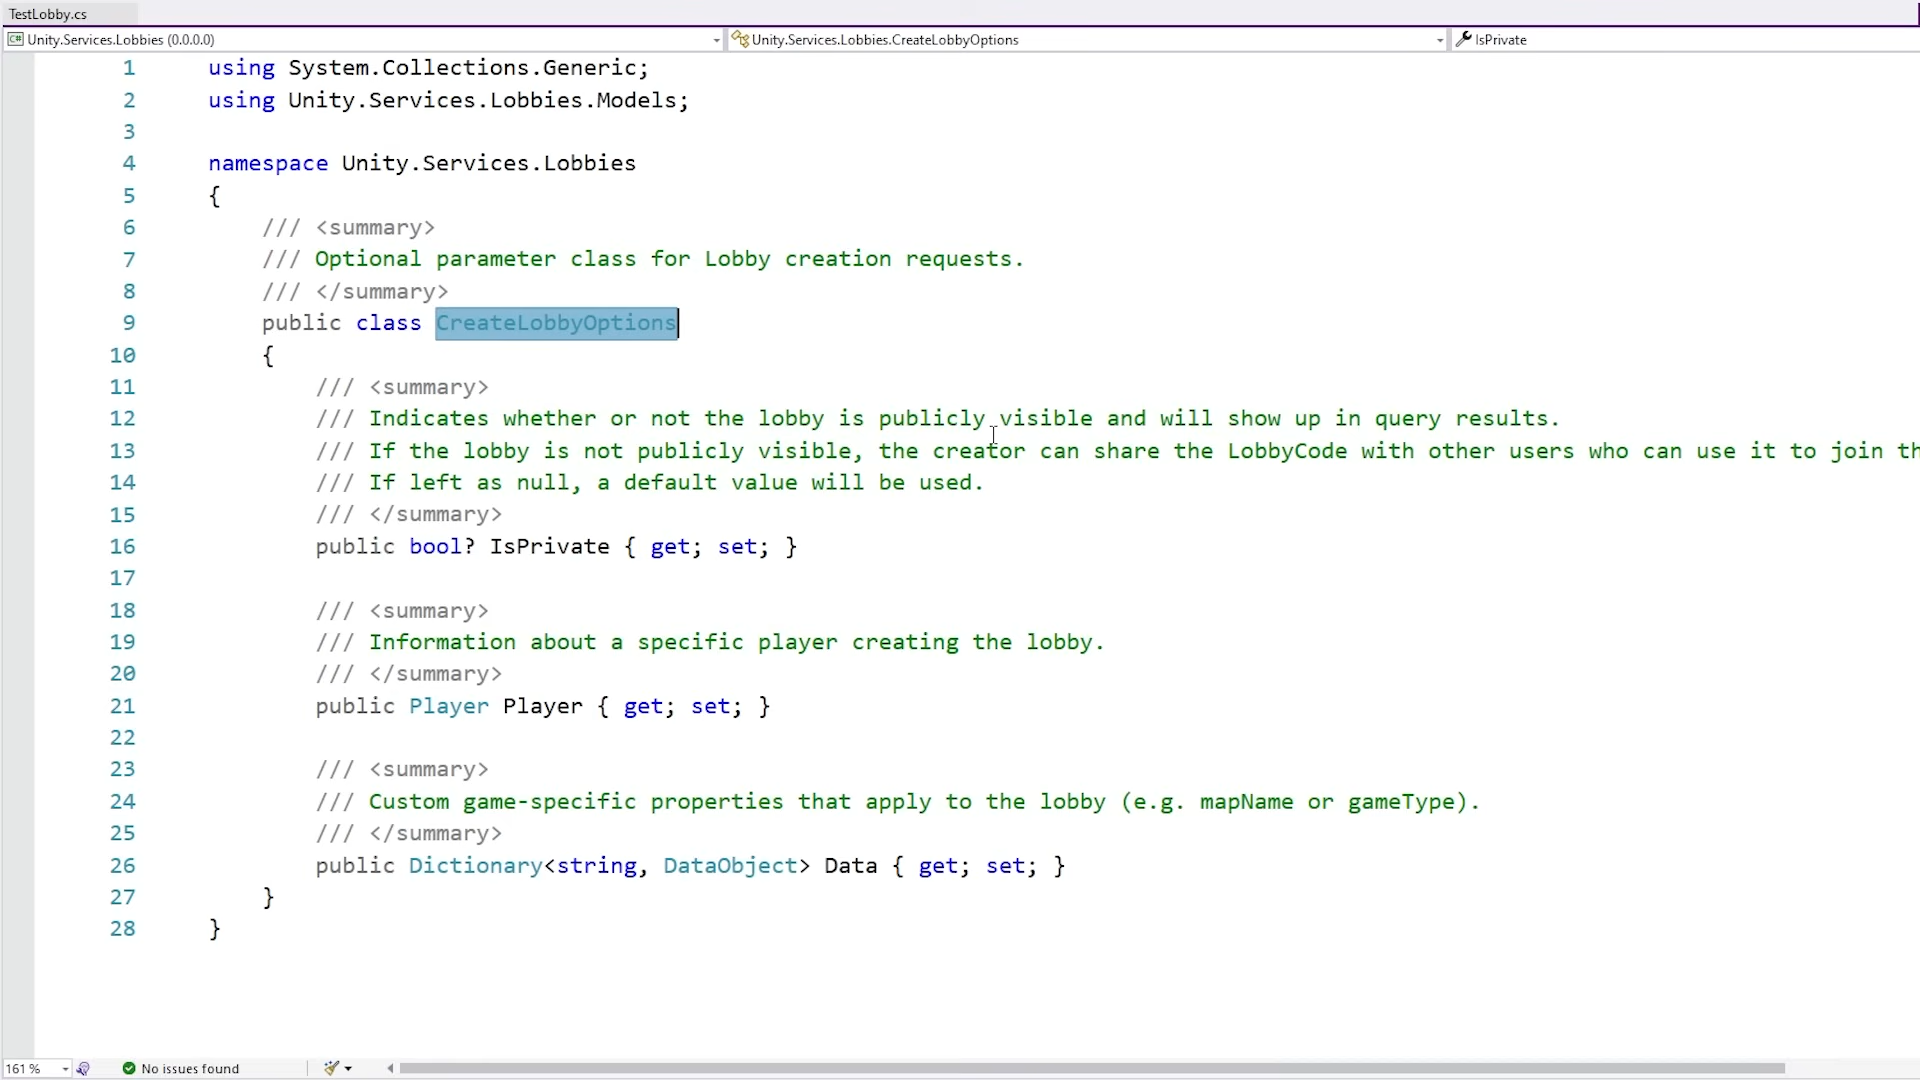 TestLobby.cs
Unity.Services.Lobbies (0.0.0.0) Unity.Services.Lobbies.CreateLobbyOptions IsPrivate
1 using System.Collections.Generic;
2 using Unity.Services.Lobbies.Models;
3
4 namespace Unity.Services.Lobbies
5 {
6 /// <summary>
7 /// Optional parameter class for Lobby creation requests.
8 /// </summary>
9 public class CreateLobbyOptions
10 {
11 /// <summary>
12 /// Indicates whether or not the lobby is publicly visible and will show up in query results.
13 /// If the lobby is not publicly visible, the creator can share the LobbyCode with other users who can use it to join th
14 /// If left as null, a default value will be used.
15 /// </summary>
16 public bool? IsPrivate { get; set; }
17
18 /// <summary>
19 /// Information about a specific player creating the lobby.
20 /// </summary>
21 public Player Player { get; set; }
22
23 /// <summary>
24 /// Custom game-specific properties that apply to the lobby (e.g. mapName or gameType).
25 /// </summary>
26 public Dictionary<string, DataObject> Data { get; set; }
27 }
28 }
161 % No issues found